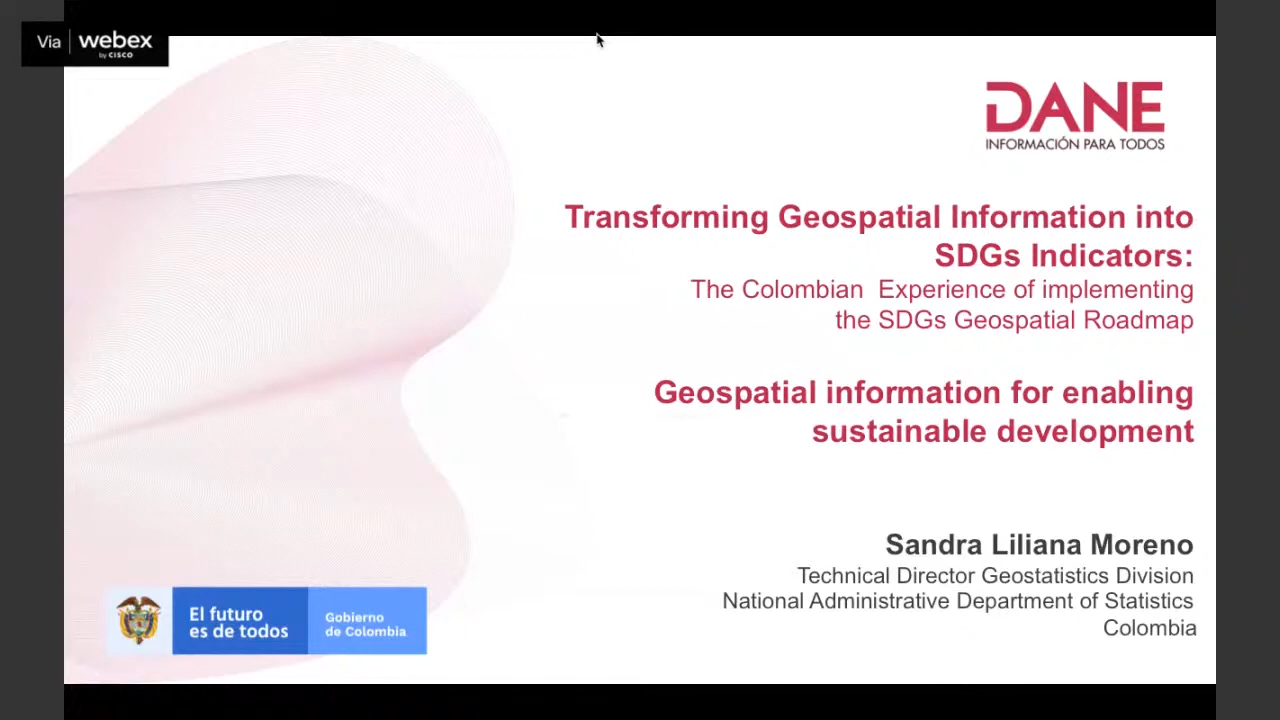 Via webex
by CISCO
DANE
INFORMACIÓN PARA TODOS
Transforming Geospatial Information into
SDGs Indicators:
The Colombian Experience of implementing
the SDGs Geospatial Roadmap
Geospatial information for enabling
sustainable development
Sandra Liliana Moreno
Technical Director Geostatistics Division
National Administrative Department of Statistics
Colombia
El futuro
es de todos
Gobierno
de Colombia